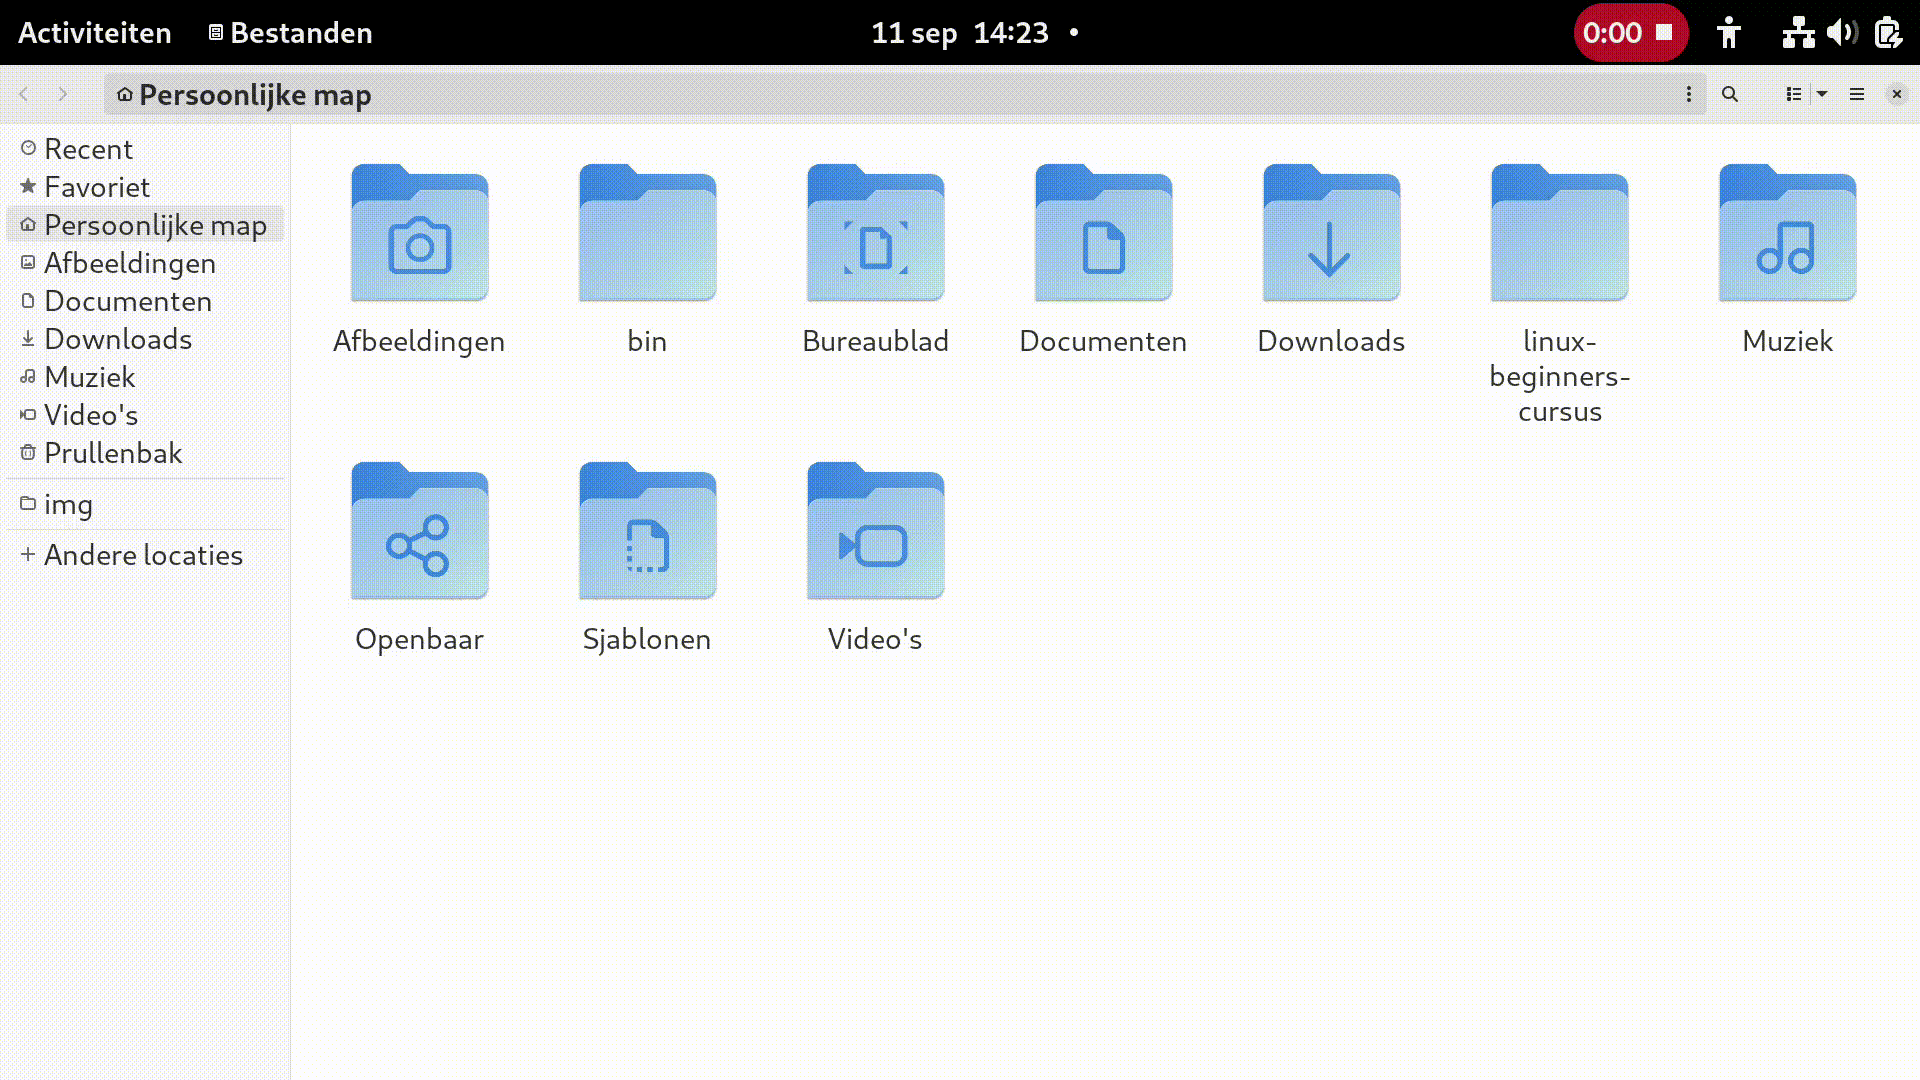 Activiteiten Bestanden 11 sep 14:23 0:00
Persoonlijke map
Recent
Favoriet
Persoonlijke map
Afbeeldingen
Documenten
Downloads
Muziek
Video's
Prullenbak
img
Andere locaties
Afbeeldingen bin Bureaublad Documenten Downloads linux-
beginners-
cursus Muziek
Openbaar Sjablonen Video's